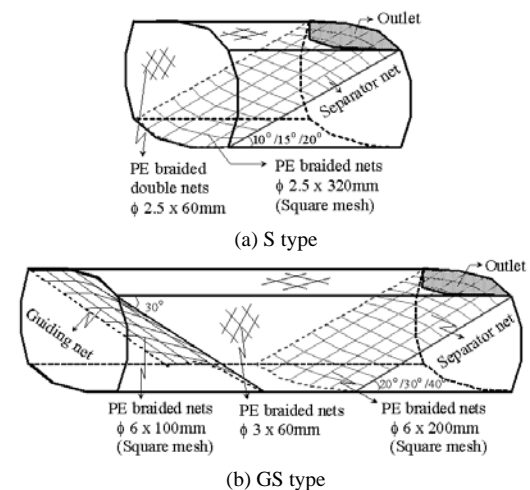 Outlet
Separator net
10° /15° /20°
PE braided
double nets
ϕ 2.5 x 60mm
PE braided nets
ϕ 2.5 x 320mm
(Square mesh)
(a) S type
Outlet
30°
Guiding net
Separator net
20° /30° /40°
PE braided nets
ϕ 6 x 100mm
(Square mesh)
PE braided nets
ϕ 3 x 60mm
PE braided nets
ϕ 6 x 200mm
(Square mesh)
(b) GS type